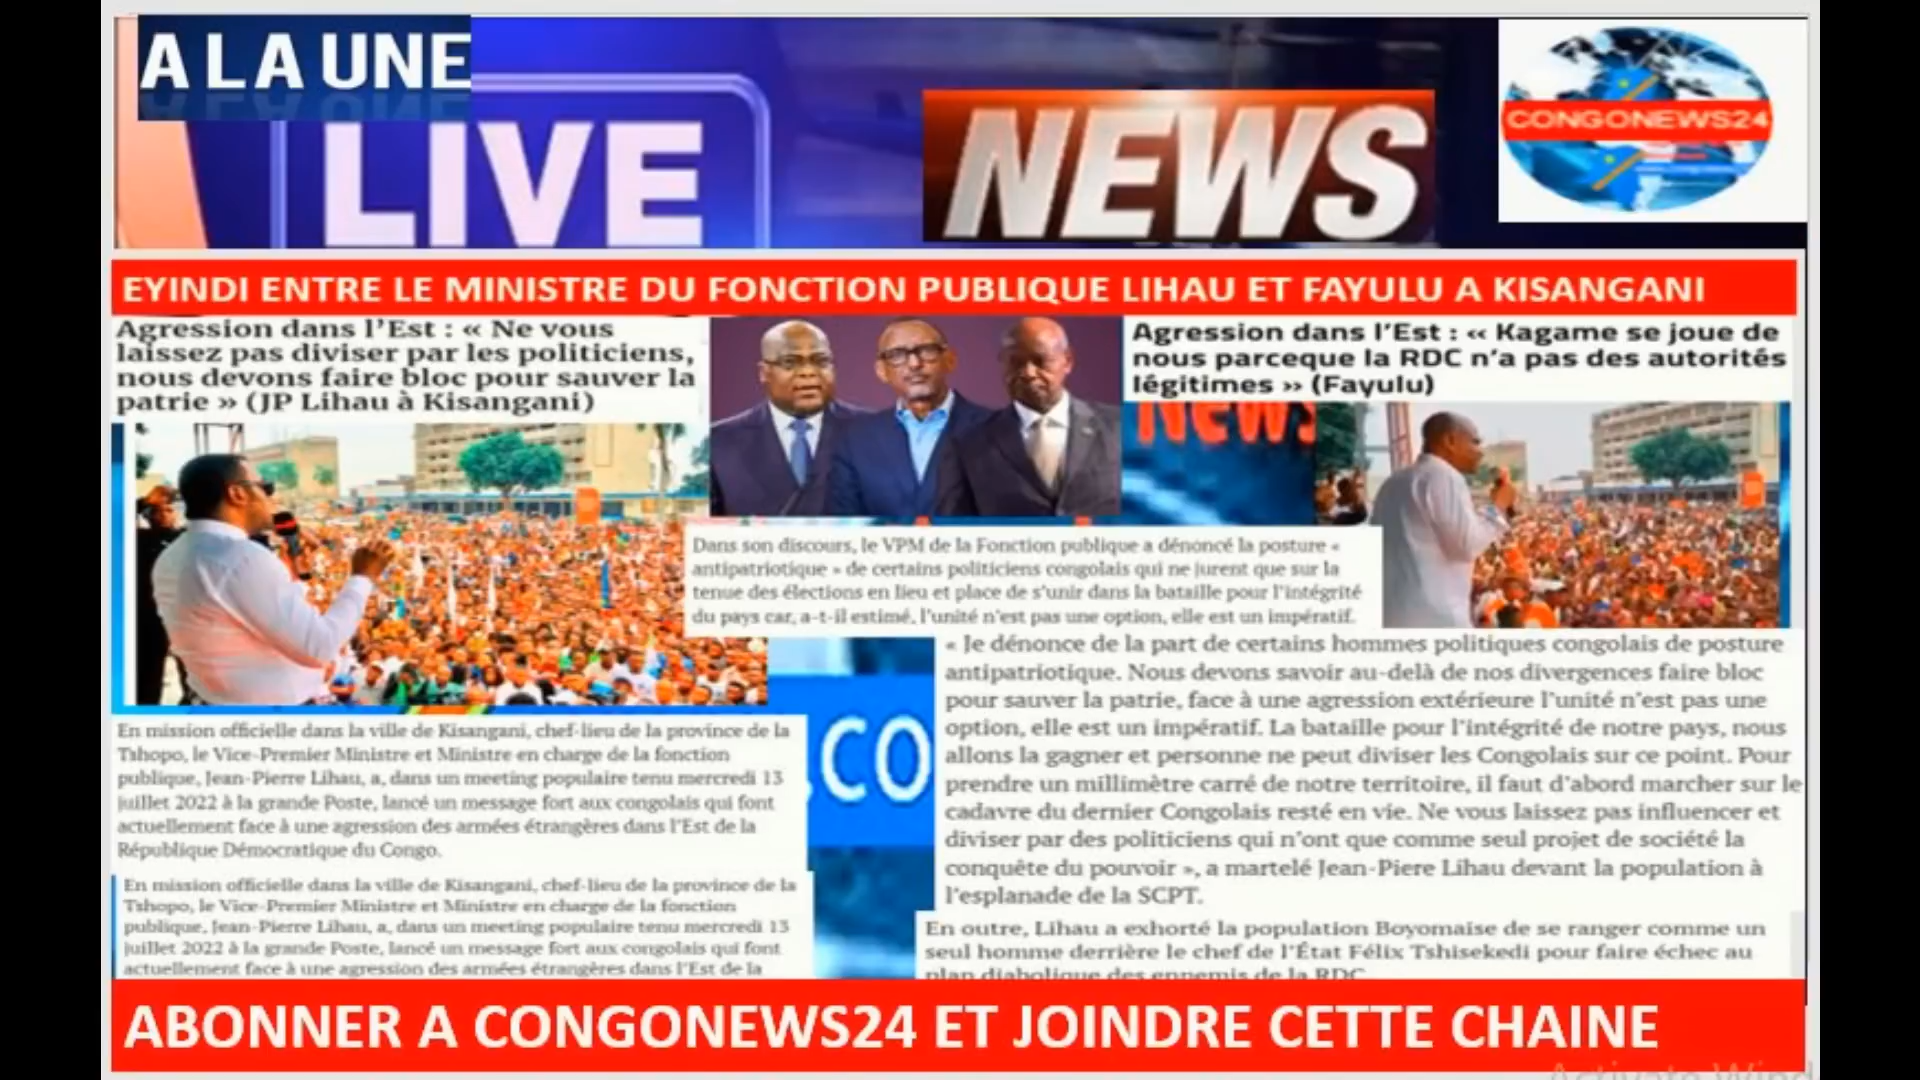 A LA UNE
LIVE
NEWS
CONGONEWS24
EYINDI ENTRE LE MINISTRE DU FONCTION PUBLIQUE LIHAU ET FAYULU A KISANGANI
Agression dans l'Est : « Ne vous
laissez pas diviser par les politiciens,
nous devons faire bloc pour sauver la
patrie » (JP Lihau à Kisangani)
Agression dans l'Est : « Kagame se joue de
nous parceque la RDC n'a pas des autorités
légitimes » (Fayulu)
News
Dans son discours, le VPM de la Fonction publique a dénoncé la posture «
antipatriotique » de certains politiciens congolais qui ne jurent que sur la
tenue des élections en lieu et place de s'unir dans la bataille pour l'intégrité
du pays car, a-t-il estimé, l'unité n'est pas une option, elle est un impératif.
« Je dénonce de la part de certains hommes politiques congolais de posture
antipatriotique. Nous devons savoir au-delà de nos divergences faire bloc
pour sauver la patrie, face à une agression extérieure l'unité n'est pas une
option, elle est un impératif. La bataille pour l'intégrité de notre pays, nous
allons la gagner et personne ne peut diviser les Congolais sur ce point. Pour
prendre un millimètre carré de notre territoire, il faut d'abord marcher sur le
cadavre du dernier Congolais resté en vie. Ne vous laissez pas influencer et
diviser par des politiciens qui n'ont que comme seul projet de société la
conquête du pouvoir », a martelé Jean-Piere Lihau devant la population à
l'esplanade de la SCPT.
.CO
En mission officielle dans la ville de Kisangani, chef-lieu de la province de la
Tshopo, le Vice-Premier Ministre et Ministre en charge de la fonction
publique, Jean-Pierre Lihau, a, dans un meeting populaire tenu mercredi 13
juillet 2022 à la grande Poste, lancé un message fort aux congolais qui font
actuellement face à une agression des armées étrangères dans l'Est de la
République Démocratique du Congo.
En mission officielle dans la ville de Kisangani, chef-lieu de la province de la
Tshopo, le Vice-Premier Ministre et Ministre en charge de la fonction
publique, Jean-Pierre Lihau, a, dans un meeting populaire tenu mercredi 13
juillet 2022 à la grande Poste, lancé un message fort aux congolais qui font
actuellement face à une agression des armées étrangères dans l'Est de la
En outre, Lihau a exhorté la population Boyomaise de se ranger comme un
seul homme derrière le chef de l'État Félix Tshisekedi pour faire échec au
plan diabolique des ennemis de la RDC
ABONNER A CONGONEWS24 ET JOINDRE CETTE CHAINE
Activate Wind